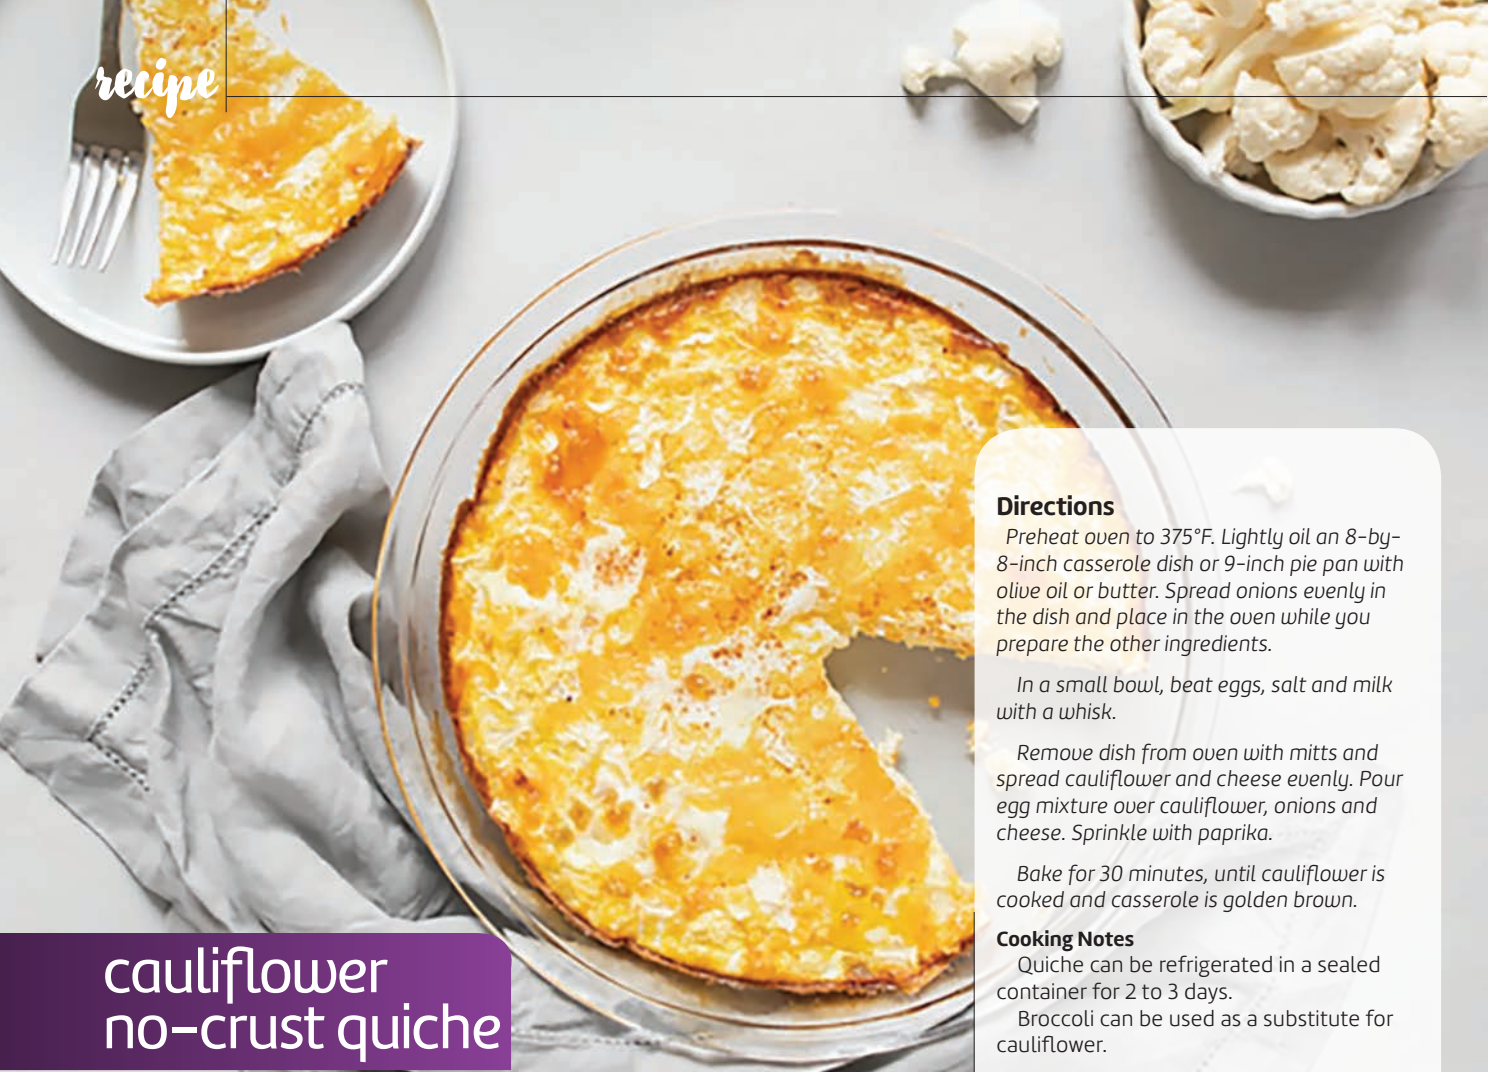 recipe
Directions
Preheat oven to 375°F. Lightly oil an 8-by-
8-inch casserole dish or 9-inch pie pan with
olive oil or butter. Spread onions evenly in
the dish and place in the oven while you
prepare the other ingredients.
In a small bowl, beat eggs, salt and milk
with a whisk.
Remove dish from oven with mitts and
spread cauliflower and cheese evenly. Pour
egg mixture over cauliflower, onions and
cheese. Sprinkle with paprika.
Bake for 30 minutes, until cauliflower is
cooked and casserole is golden brown.
Cooking Notes
Quiche can be refrigerated in a sealed
container for 2 to 3 days.
Broccoli can be used as a substitute for
cauliflower.
cauliflower
no-crust quiche